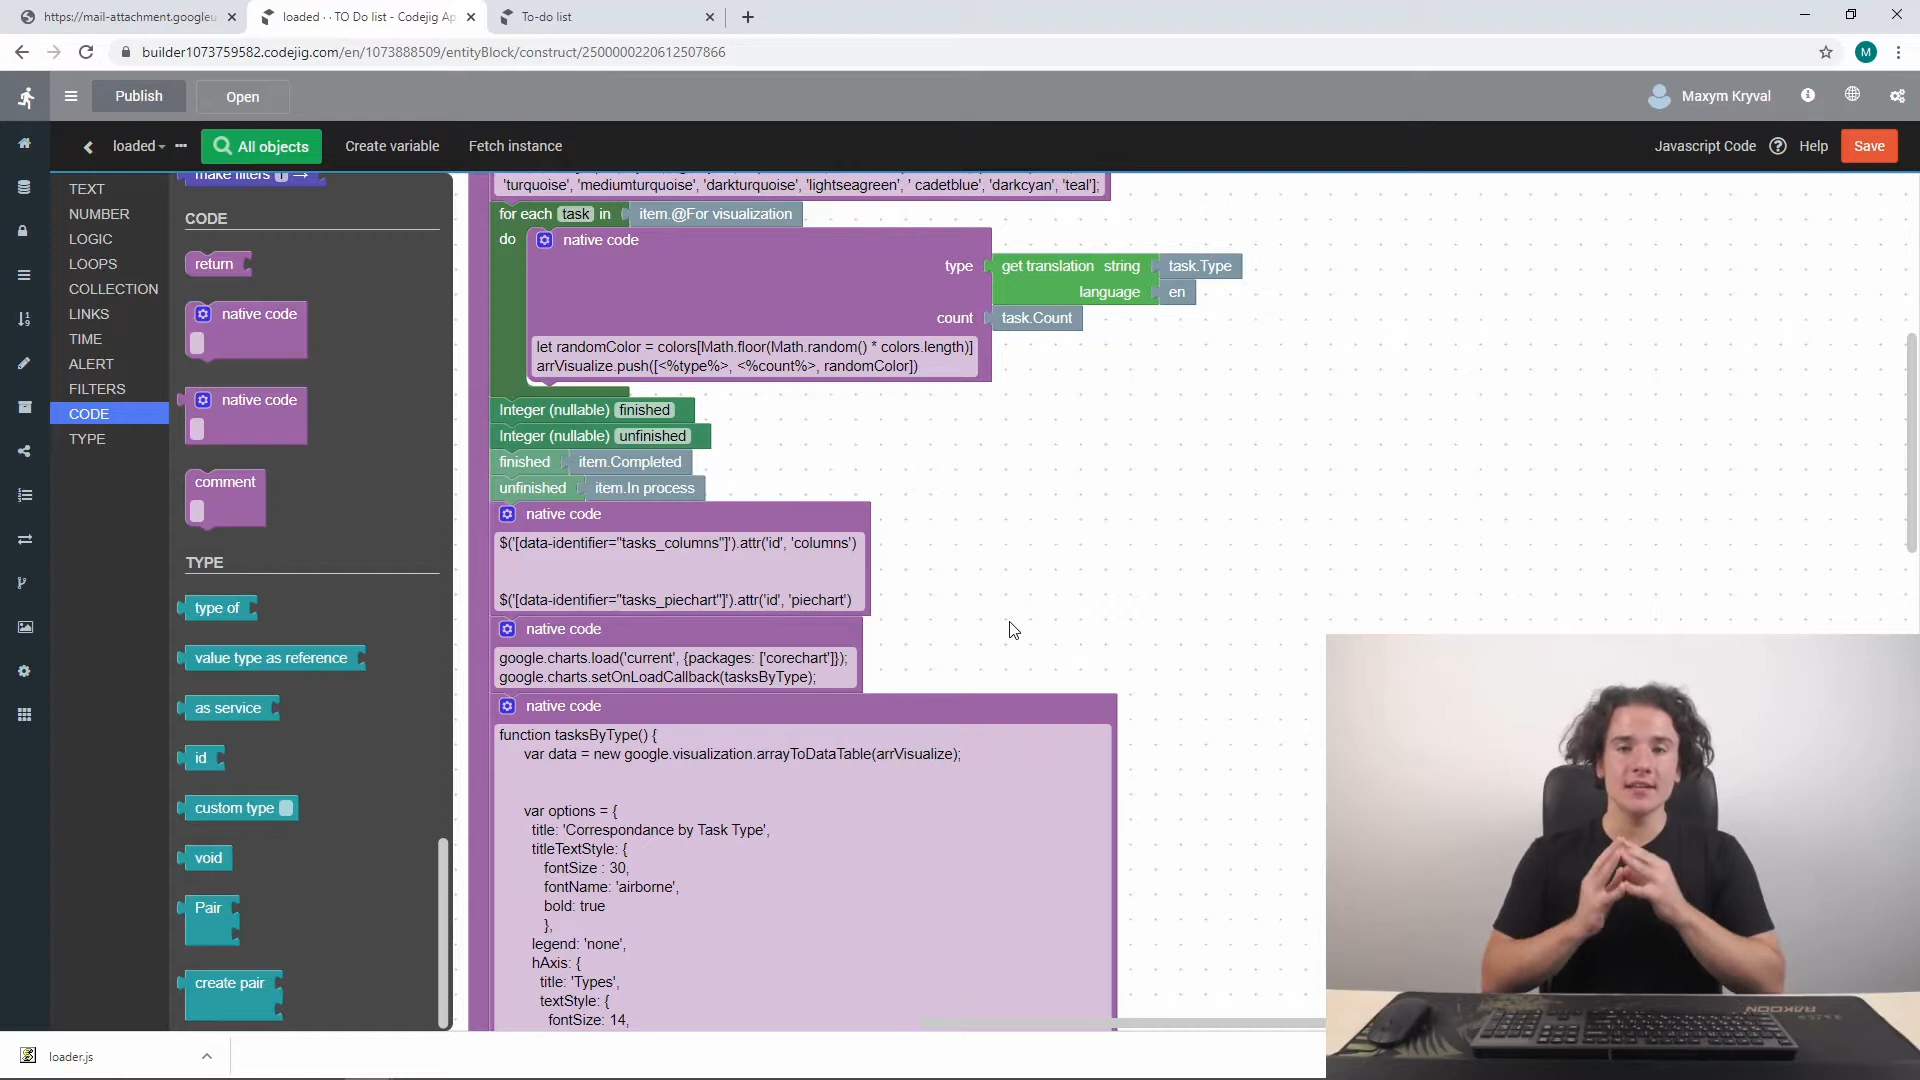 https://mail-attachment.googleu
loaded · · TO Do list - Codejig Ap
To-do list
builder1073759582.codejig.com/en/1073888509/entityBlock/construct/2500000220612507866
M
Publish
Open
Maxym Kryval
loaded
All objects
Create variable
Fetch instance
Javascript Code
Help
Save
TEXT
NUMBER
LOGIC
LOOPS
COLLECTION
LINKS
TIME
ALERT
FILTERS
CODE
TYPE
make filters
CODE
return
native code
native code
comment
TYPE
type of
value type as reference
as service
id
custom type
void
Pair
create pair
'turquoise', 'mediumturquoise', 'darkturquoise', 'lightseagreen', ' cadetblue', 'darkcyan', 'teal'];
for each task in item.@For visualization
do native code
type get translation string task.Type
language en
count task.Count
let randomColor = colors[Math.floor(Math.random() * colors.length)]
arrVisualize.push([<%type%>, <%count%>, randomColor])
Integer (nullable) finished
Integer (nullable) unfinished
finished item.Completed
unfinished item.In process
native code
$('[data-identifier="tasks_columns"]').attr('id', 'columns')
$('[data-identifier="tasks_piechart"]').attr('id', 'piechart')
native code
google.charts.load('current', {packages: ['corechart']});
google.charts.setOnLoadCallback(tasksByType);
native code
function tasksByType() {
var data = new google.visualization.arrayToDataTable(arrVisualize);
var options = {
title: 'Correspondance by Task Type',
titleTextStyle: {
fontSize : 30,
fontName: 'airborne',
bold: true
},
legend: 'none',
hAxis: {
title: 'Types',
textStyle: {
fontSize: 14,
loader.js
RAKOON